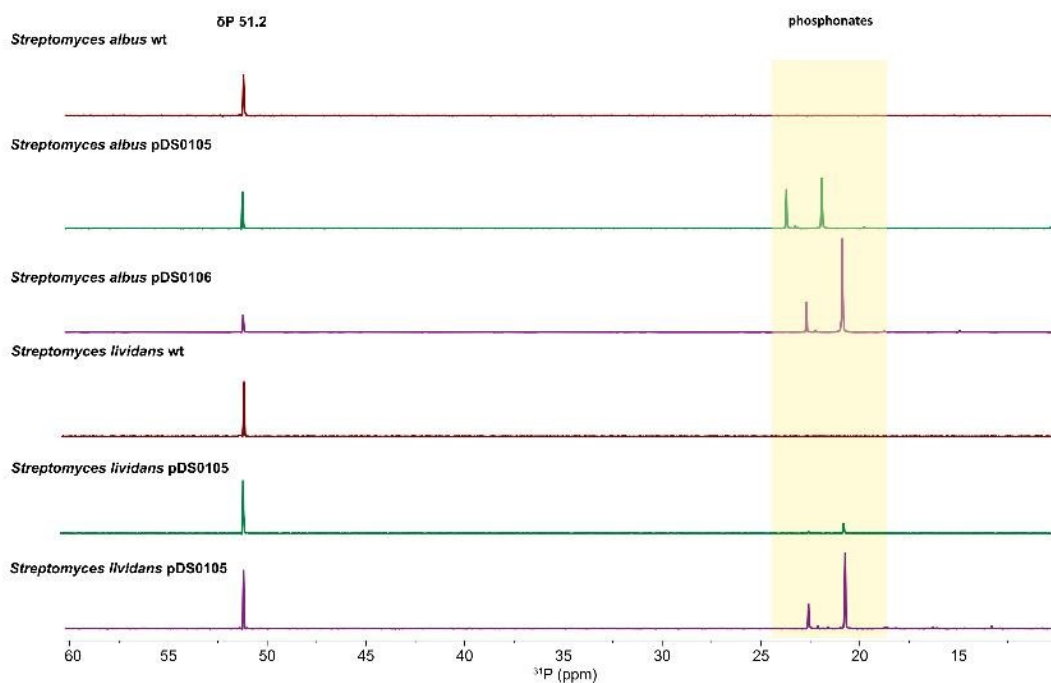 δP 51.2 phosphonates
Streptomyces albus wt
Streptomyces albus pDS0105
Streptomyces albus pDS0106
Streptomyces lividans wt
Streptomyces lividans pDS0105
Streptomyces lividans pDS0105
60 55 50 45 40 35 30 25 20 15
³¹P (ppm)